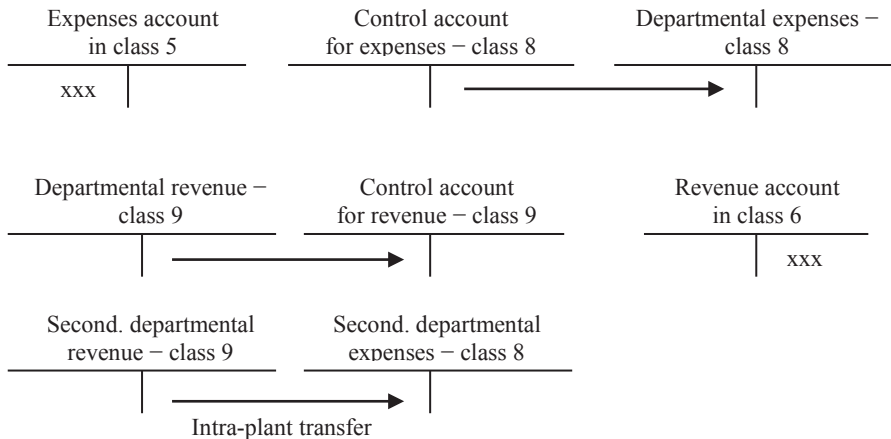 Expenses account
in class 5
Control account
for expenses − class 8
Departmental expenses −
class 8
xxx
Departmental revenue −
class 9
Control account
for revenue − class 9
Revenue account
in class 6
xxx
Second. departmental
revenue − class 9
Second. departmental
expenses − class 8
Intra-plant transfer